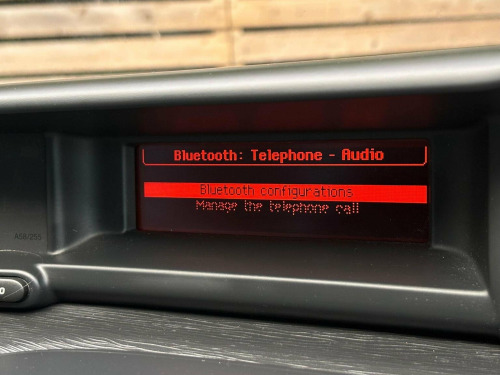 Bluetooth: Telephone - Audio
Bluetooth configurations
Manage the telephone call